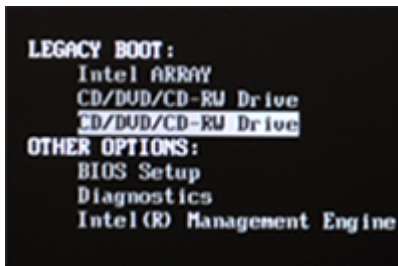 LEGACY BOOT:
Intel ARRAY
CD/DVD/CD-RW Drive
CD/DVD/CD-RW Drive
OTHER OPTIONS:
BIOS Setup
Diagnostics
Intel(R) Management Engine